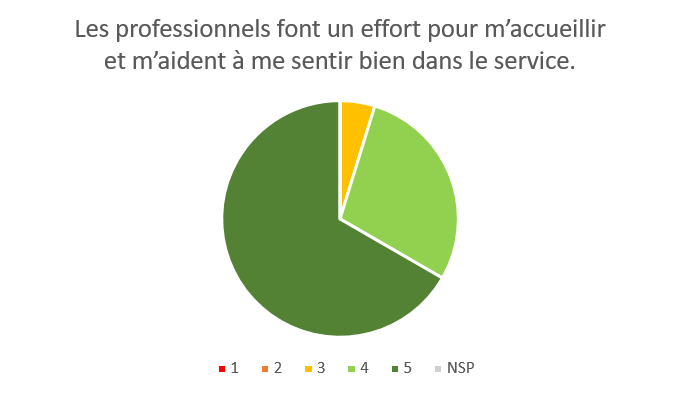 Les professionnels font un effort pour m’accueillir
et m’aident à me sentir bien dans le service.
1 2 3 4 5 NSP